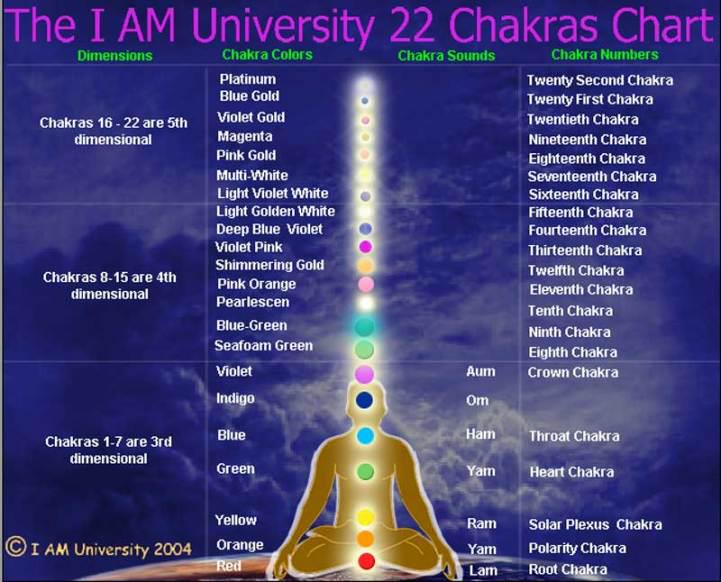 The I AM University 22 Chakras Chart
Dimensions Chakra Colors Chakra Sounds Chakra Numbers
Platinum Twenty Second Chakra
Blue Gold Twenty First Chakra
Violet Gold Twentieth Chakra
Chakras 16 - 22 are 5th
dimensional
Magenta Nineteenth Chakra
Pink Gold Eighteenth Chakra
Multi-White Seventeenth Chakra
Light Violet White Sixteenth Chakra
Light Golden White Fifteenth Chakra
Deep Blue Violet Fourteenth Chakra
Violet Pink Thirteenth Chakra
Shimmering Gold Twelfth Chakra
Chakras 8-15 are 4th
dimensional
Pink Orange Eleventh Chakra
Pearlescen Tenth Chakra
Blue-Green Ninth Chakra
Seafoam Green Eighth Chakra
Violet Aum Crown Chakra
Indigo Om
Blue Ham Throat Chakra
Chakras 1-7 are 3rd
dimensional
Green Yam Heart Chakra
Yellow Ram Solar Plexus Chakra
Orange Yam Polarity Chakra
Red Lam Root Chakra
© I AM University 2004